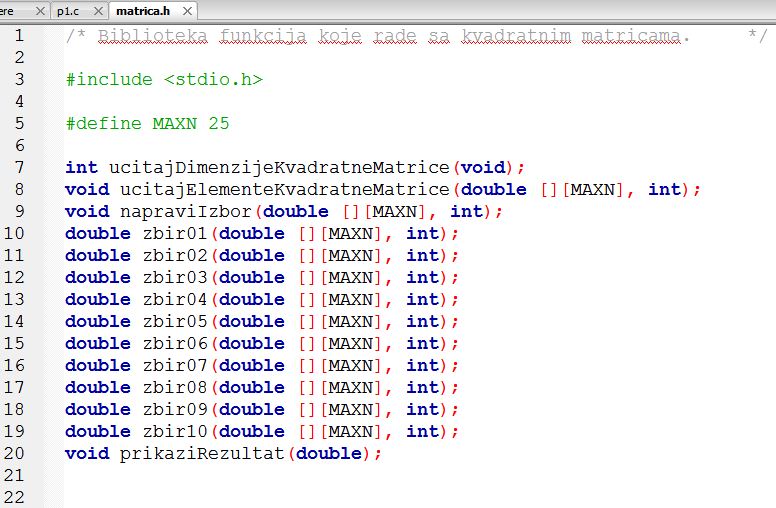 ere p1.c matrica.h
1 /* Biblioteka funkcija koje rade sa kvadratnim matricama. */
2
3 #include <stdio.h>
4
5 #define MAXN 25
6
7 int ucitajDimenzijeKvadratneMatrice(void);
8 void ucitajElementeKvadratneMatrice(double [][MAXN], int);
9 void napraviIzbor(double [][MAXN], int);
10 double zbir01(double [][MAXN], int);
11 double zbir02(double [][MAXN], int);
12 double zbir03(double [][MAXN], int);
13 double zbir04(double [][MAXN], int);
14 double zbir05(double [][MAXN], int);
15 double zbir06(double [][MAXN], int);
16 double zbir07(double [][MAXN], int);
17 double zbir08(double [][MAXN], int);
18 double zbir09(double [][MAXN], int);
19 double zbir10(double [][MAXN], int);
20 void prikaziRezultat(double);
21
22